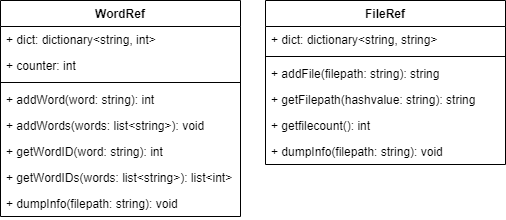 WordRef
+ dict: dictionary<string, int>
+ counter: int
+ addWord(word: string): int
+ addWords(words: list<string>): void
+ getWordID(word: string): int
+ getWordIDs(words: list<string>): list<int>
+ dumpInfo(filepath: string): void
FileRef
+ dict: dictionary<string, string>
+ addFile(filepath: string): string
+ getFilepath(hashvalue: string): string
+ getfilecount(): int
+ dumpInfo(filepath: string): void